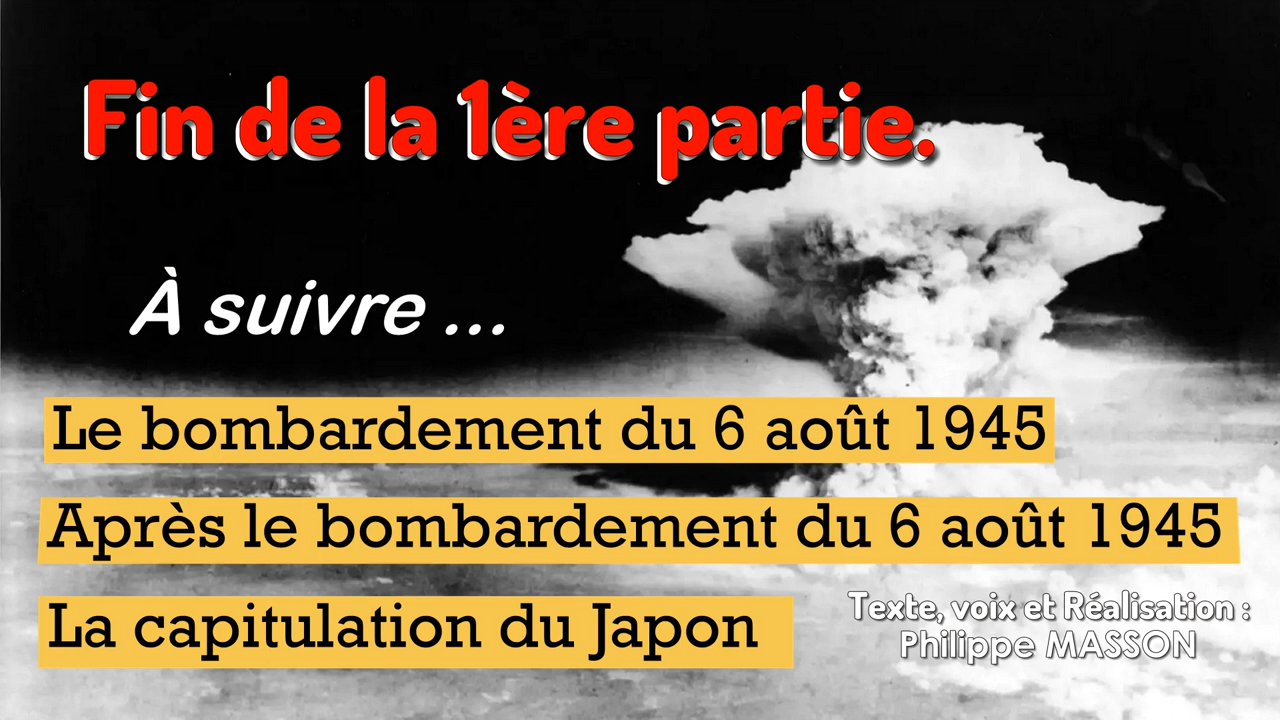 Fin de la 1ère partie.
À suivre ...
Le bombardement du 6 août 1945
Après le bombardement du 6 août 1945
La capitulation du Japon
Texte, voix et Réalisation :
Philippe MASSON